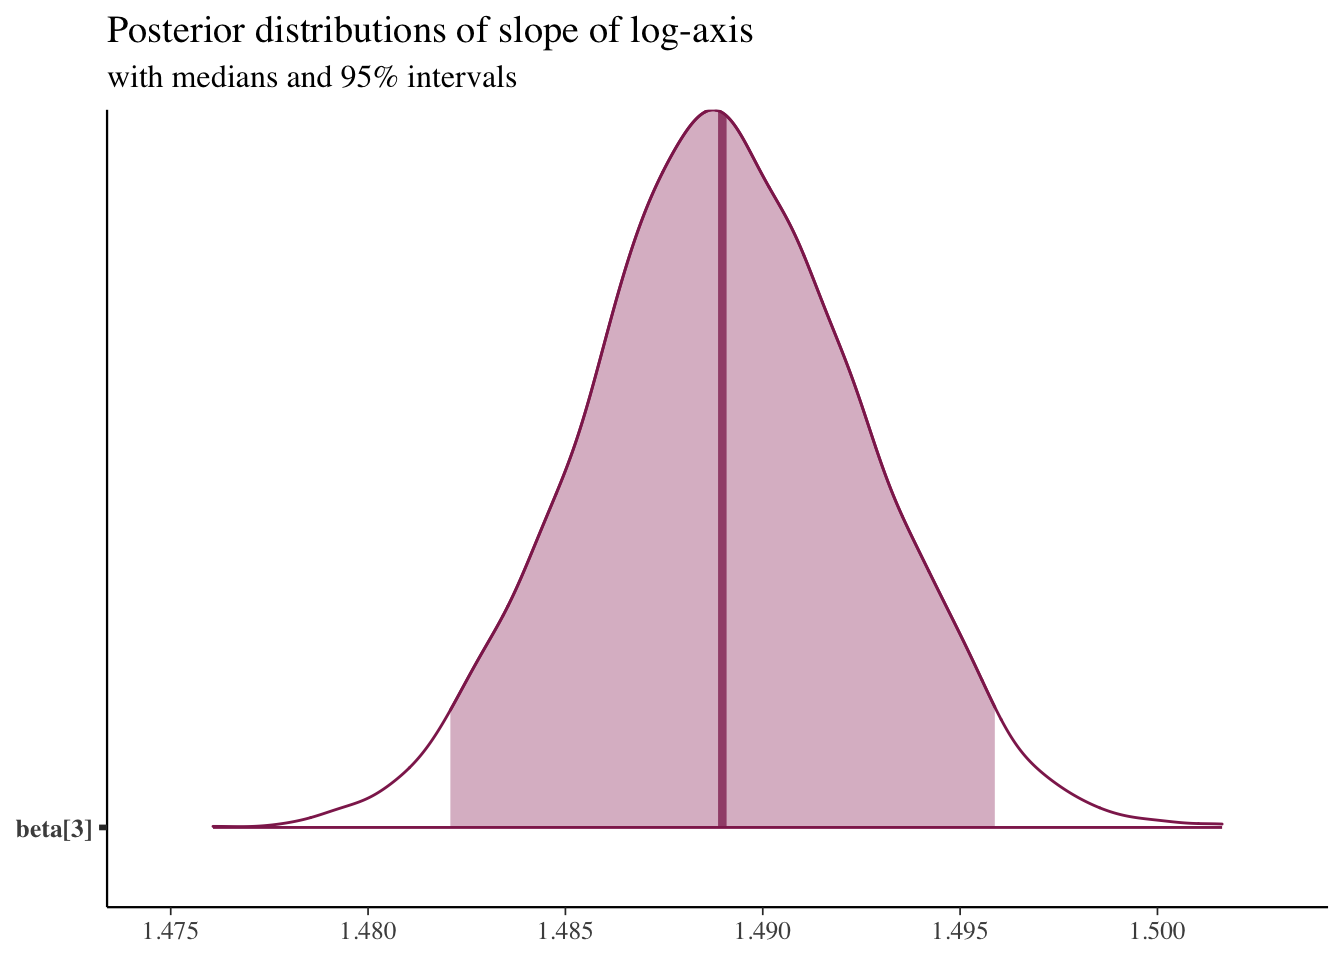 Posterior distributions of slope of log-axis
with medians and 95% intervals
beta[3]
1.475 1.480 1.485 1.490 1.495 1.500